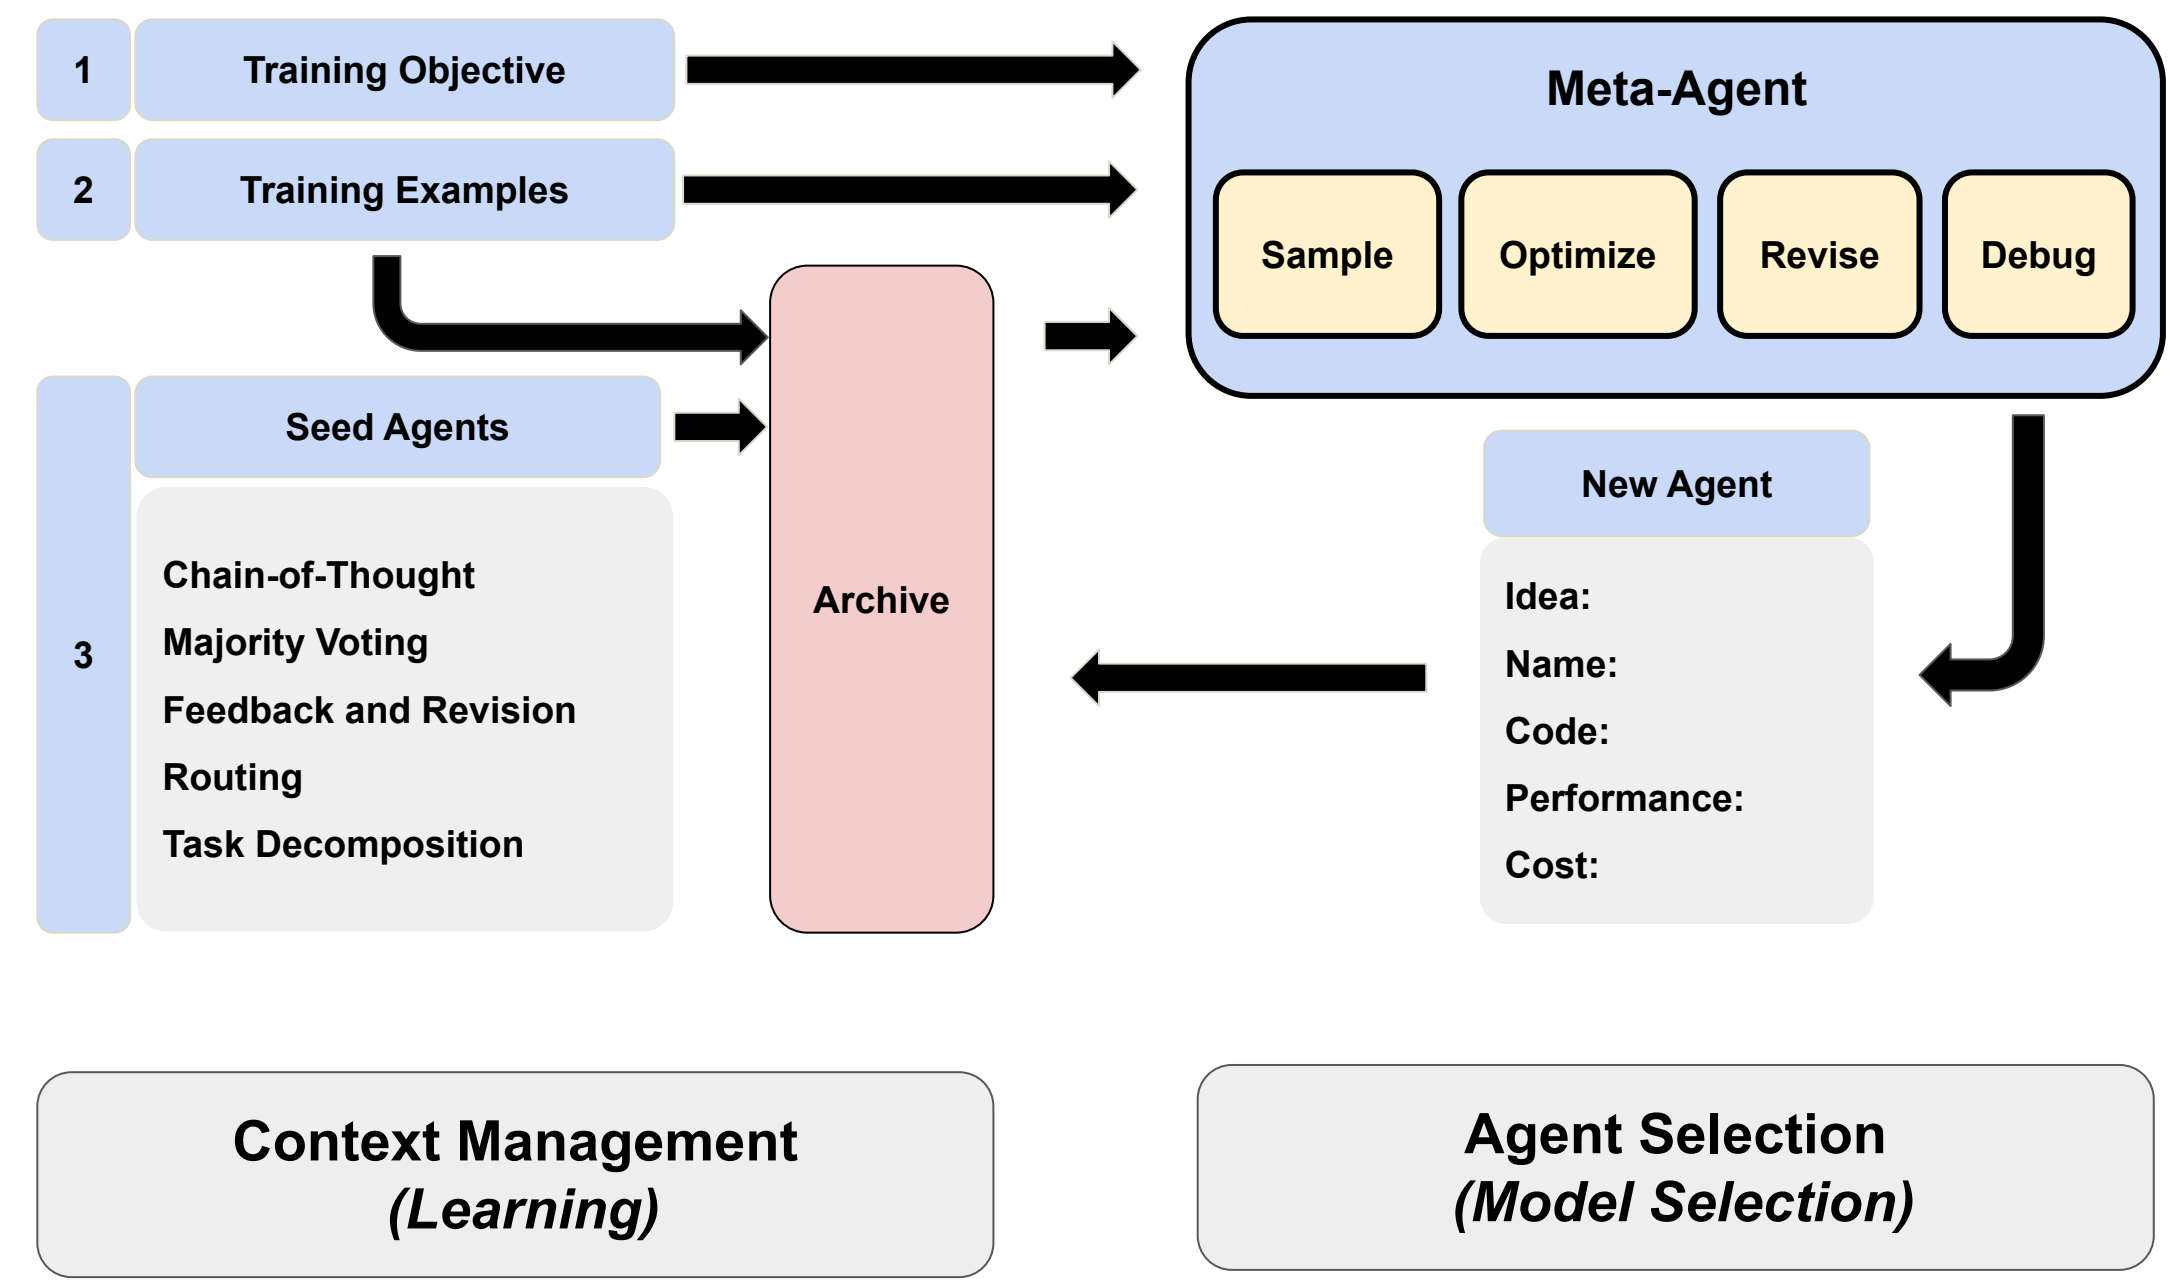 1
Training Objective
2
Training Examples
Meta-Agent
Sample
Optimize
Revise
Debug
3
Seed Agents
Chain-of-Thought
Majority Voting
Feedback and Revision
Routing
Task Decomposition
Archive
New Agent
Idea:
Name:
Code:
Performance:
Cost:
Context Management
(Learning)
Agent Selection
(Model Selection)